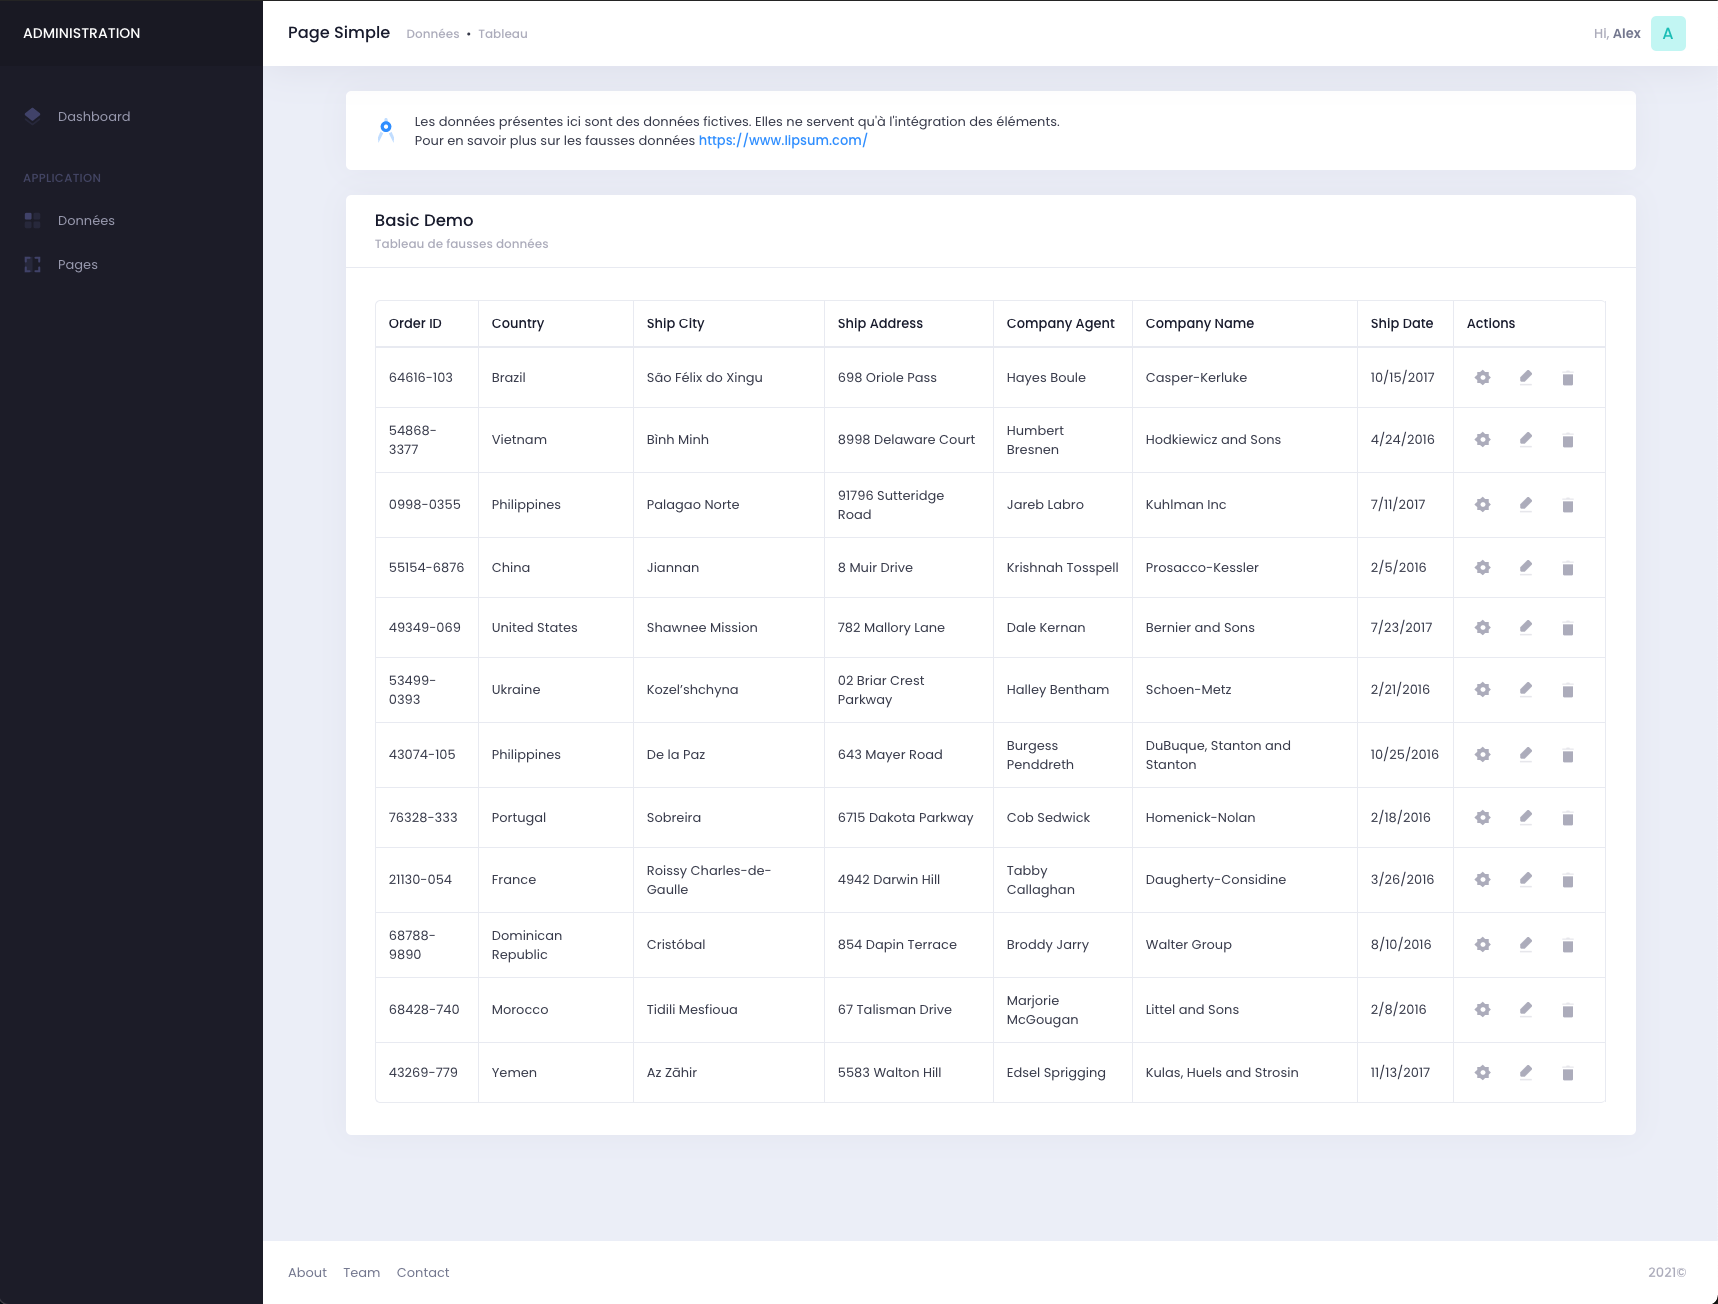 ADMINISTRATION
Page Simple Données • Tableau
Hi, Alex A
Dashboard
APPLICATION
Données
Pages
Les données présentes ici sont des données fictives. Elles ne servent qu'à l'intégration des éléments.
Pour en savoir plus sur les fausses données https://www.lipsum.com/
Basic Demo
Tableau de fausses données
Order ID Country Ship City Ship Address Company Agent Company Name Ship Date Actions
64616-103 Brazil São Félix do Xingu 698 Oriole Pass Hayes Boule Casper-Kerluke 10/15/2017
54868-
3377 Vietnam Bình Minh 8998 Delaware Court Humbert
Bresnen Hodkiewicz and Sons 4/24/2016
0998-0355 Philippines Palagao Norte 91796 Sutteridge
Road Jareb Labro Kuhlman Inc 7/11/2017
55154-6876 China Jiannan 8 Muir Drive Krishnah Tosspell Prosacco-Kessler 2/5/2016
49349-069 United States Shawnee Mission 782 Mallory Lane Dale Kernan Bernier and Sons 7/23/2017
53499-
0393 Ukraine Kozel’shchyna 02 Briar Crest
Parkway Halley Bentham Schoen-Metz 2/21/2016
43074-105 Philippines De la Paz 643 Mayer Road Burgess
Penddreth DuBuque, Stanton and
Stanton 10/25/2016
76328-333 Portugal Sobreira 6715 Dakota Parkway Cob Sedwick Homenick-Nolan 2/18/2016
21130-054 France Roissy Charles-de-
Gaulle 4942 Darwin Hill Tabby
Callaghan Daugherty-Considine 3/26/2016
68788-
9890 Dominican
Republic Cristóbal 854 Dapin Terrace Broddy Jarry Walter Group 8/10/2016
68428-740 Morocco Tidili Mesfioua 67 Talisman Drive Marjorie
McGougan Littel and Sons 2/8/2016
43269-779 Yemen Az Zāhir 5583 Walton Hill Edsel Sprigging Kulas, Huels and Strosin 11/13/2017
About Team Contact
2021©